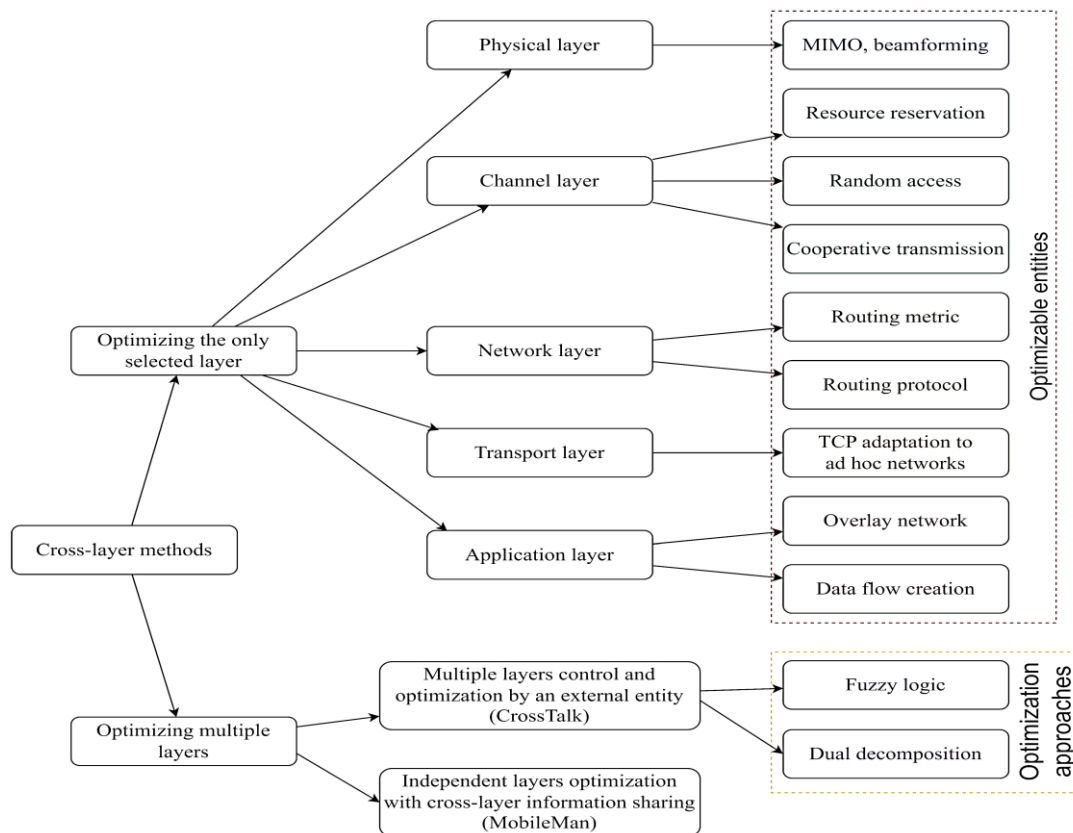 Physical layer
MIMO, beamforming
Resource reservation
Channel layer
Random access
Cooperative transmission
Optimizing the only
selected layer
Network layer
Routing metric
Routing protocol
Transport layer
TCP adaptation to
ad hoc networks
Application layer
Overlay network
Data flow creation
Optimizable entities
Cross-layer methods
Optimizing multiple
layers
Multiple layers control and
optimization by an external entity
(CrossTalk)
Fuzzy logic
Dual decomposition
Optimization
approaches
Independent layers optimization
with cross-layer information sharing
(MobileMan)